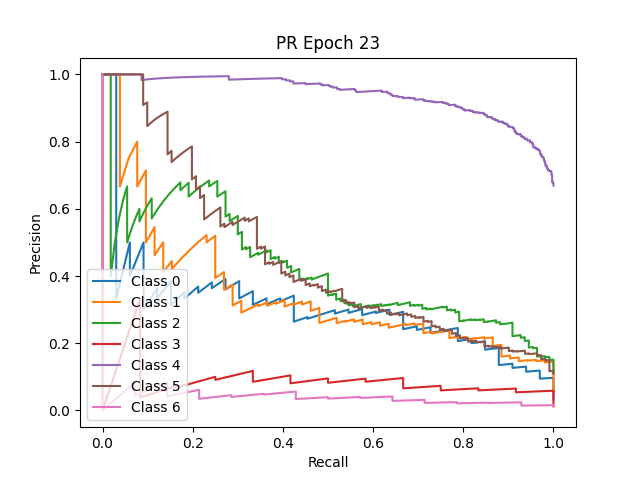 PR Epoch 23
Precision
1.0
0.8
0.6
0.4
0.2
0.0
Class 0
Class 1
Class 2
Class 3
Class 4
Class 5
Class 6
0.0 0.2 0.4 0.6 0.8 1.0
Recall